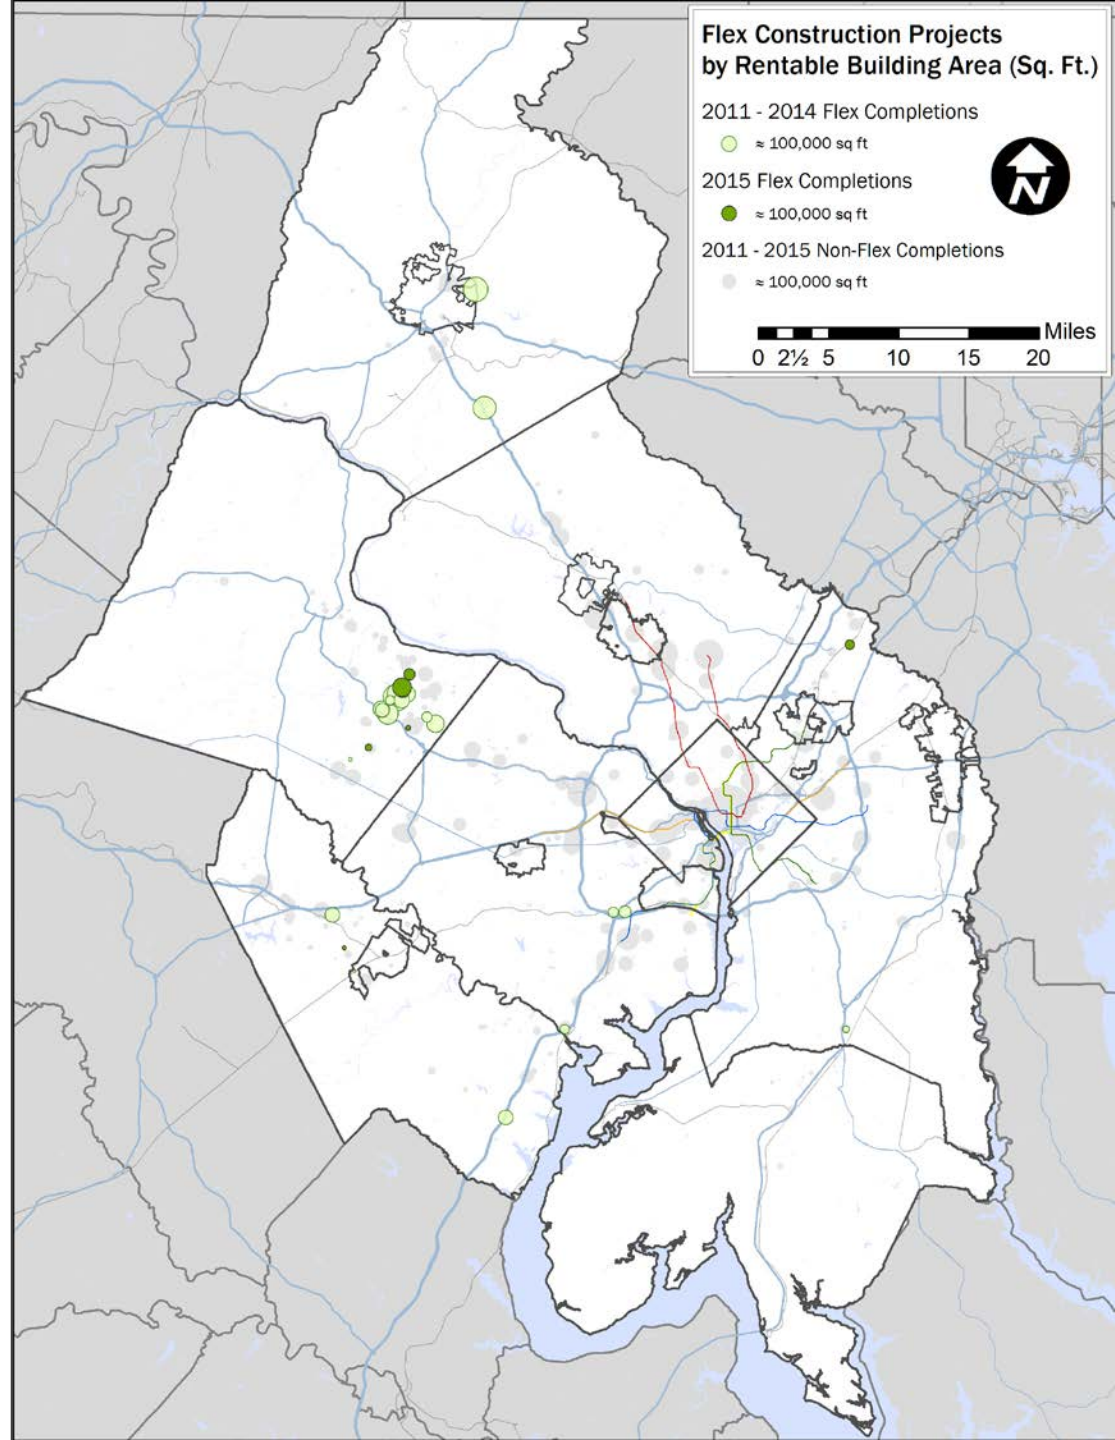 Flex Construction Projects
by Rentable Building Area (Sq. Ft.)
2011 - 2014 Flex Completions
≈ 100,000 sq ft
2015 Flex Completions
≈ 100,000 sq ft
2011 - 2015 Non-Flex Completions
≈ 100,000 sq ft
N
Miles
0 2½ 5 10 15 20